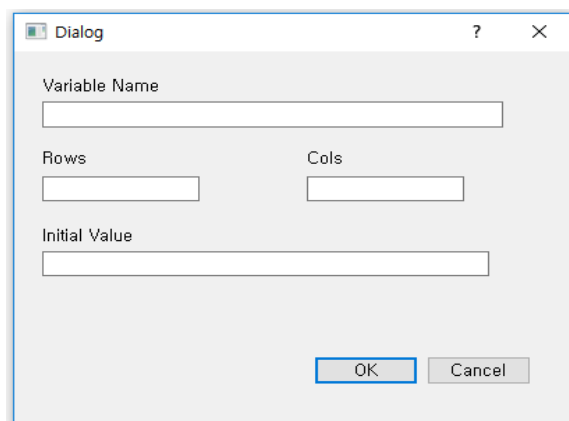 Dialog ?
Variable Name
Rows Cols
Initial Value
OK Cancel